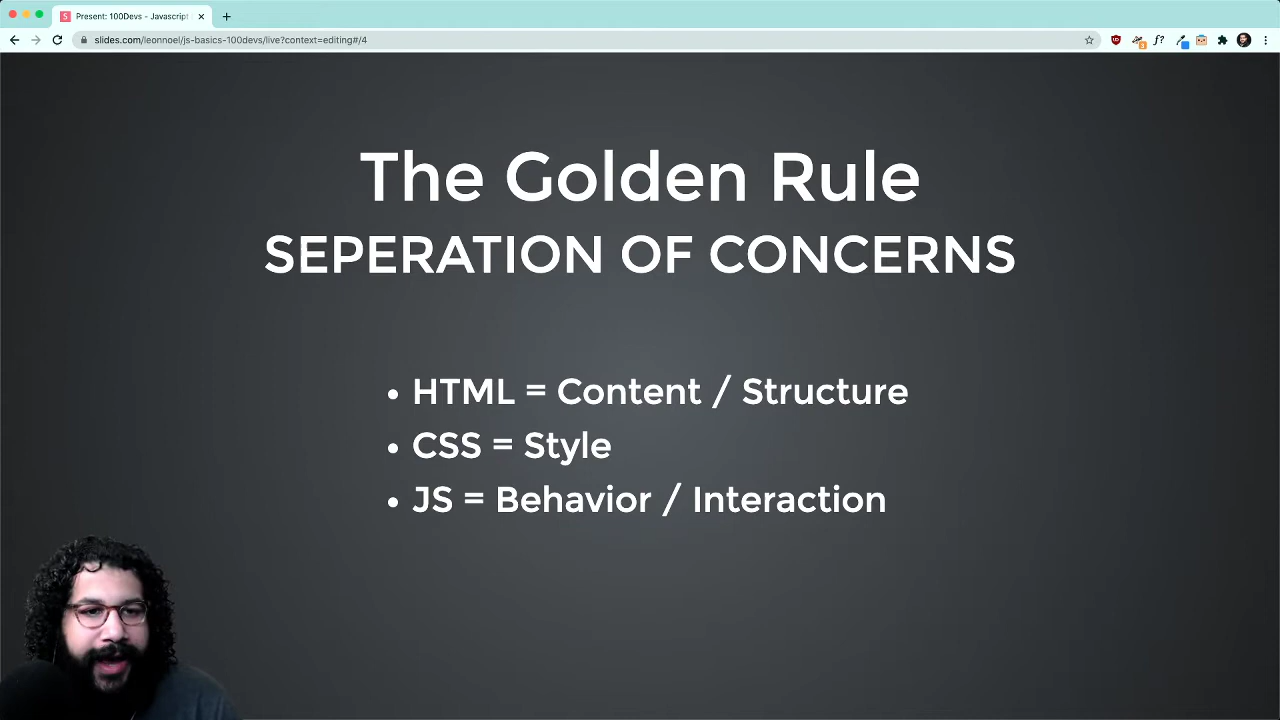 Present: 100Devs - Javascript
slides.com/leonnoel/js-basics-100devs/live?context=editing#/4
The Golden Rule
SEPERATION OF CONCERNS
• HTML = Content / Structure
• CSS = Style
• JS = Behavior / Interaction